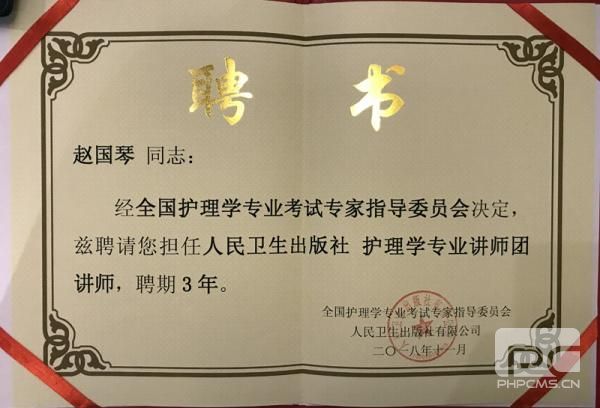 聘 书
赵国琴 同志：
经全国护理学专业考试专家指导委员会决定，
兹聘请您担任人民卫生出版社 护理学专业讲师团
讲师，聘期3年。
全国护理学专业考试专家指导委员会
人民卫生出版社有限公司
二〇一八年十一月
PHPCMS.CN